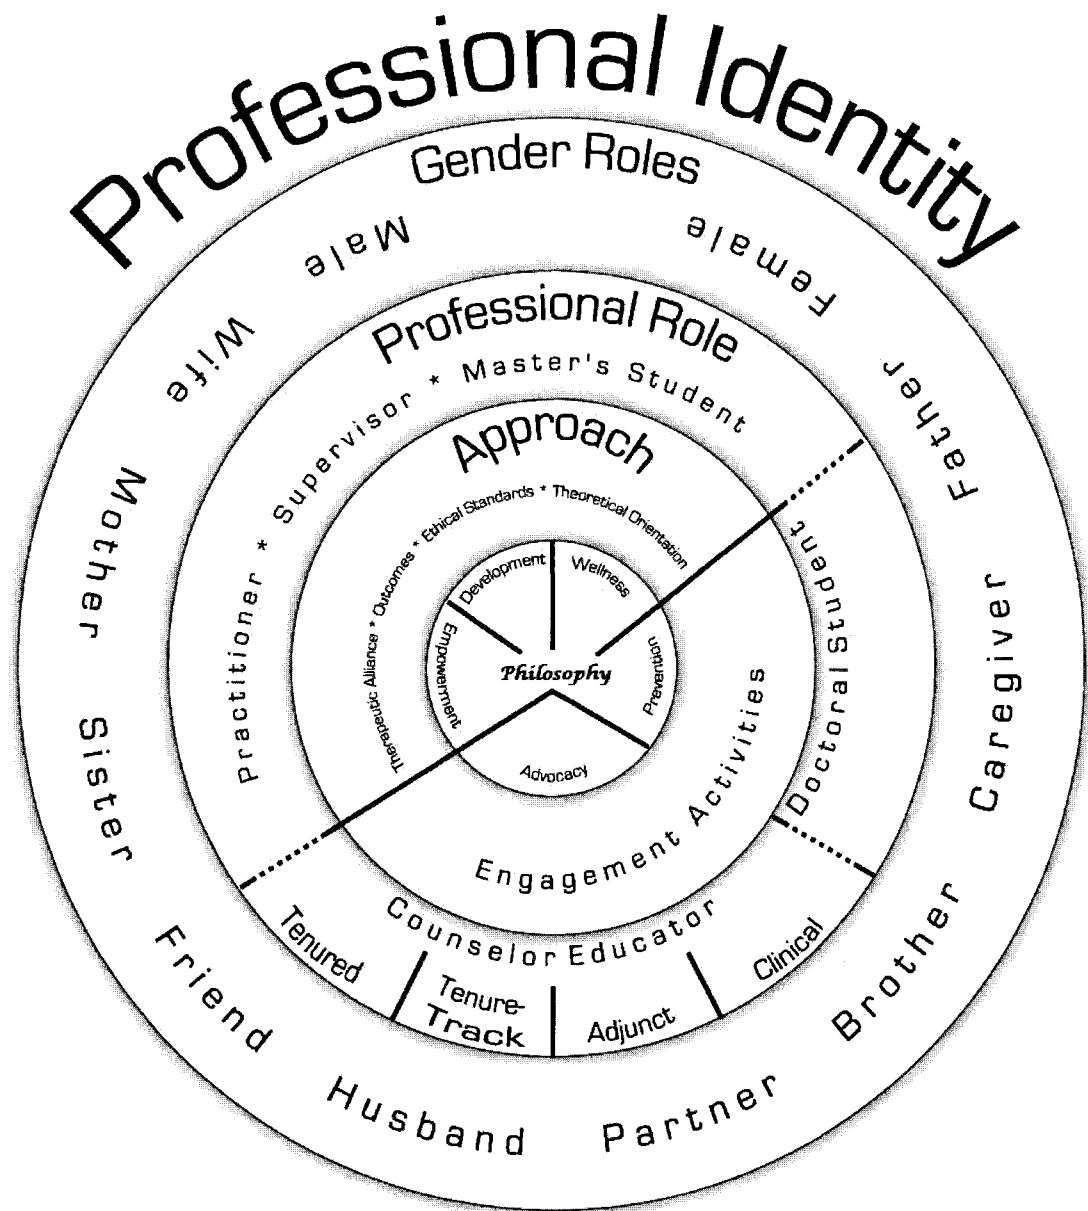 Professional Identity
Gender Roles
Male
Female
Wife
Father
Mother
Caregiver
Sister
Brother
Friend
Husband
Partner
Professional Role
Practitioner * Supervisor * Master's Student
Doctoral Student
Counselor Educator
Tenured
Tenure-
Track
Adjunct
Clinical
Approach
Therapeutic Alliance * Outcomes * Ethical Standards * Theoretical Orientation
Engagement Activities
Development
Wellness
Empowerment
Prevention
Philosophy
Advocacy